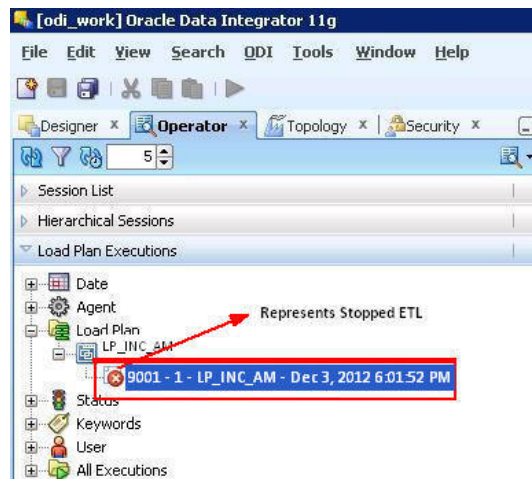 [odi_work] Oracle Data Integrator 11g
File Edit View Search ODI Tools Window Help
Designer x Operator x Topology x Security x
5
Session List
Hierarchical Sessions
Load Plan Executions
Date
Agent
Represents Stopped ETL
Load Plan
LP_INC_AM
9001 - 1 - LP_INC_AM - Dec 3, 2012 6:01:52 PM
Status
Keywords
User
All Executions